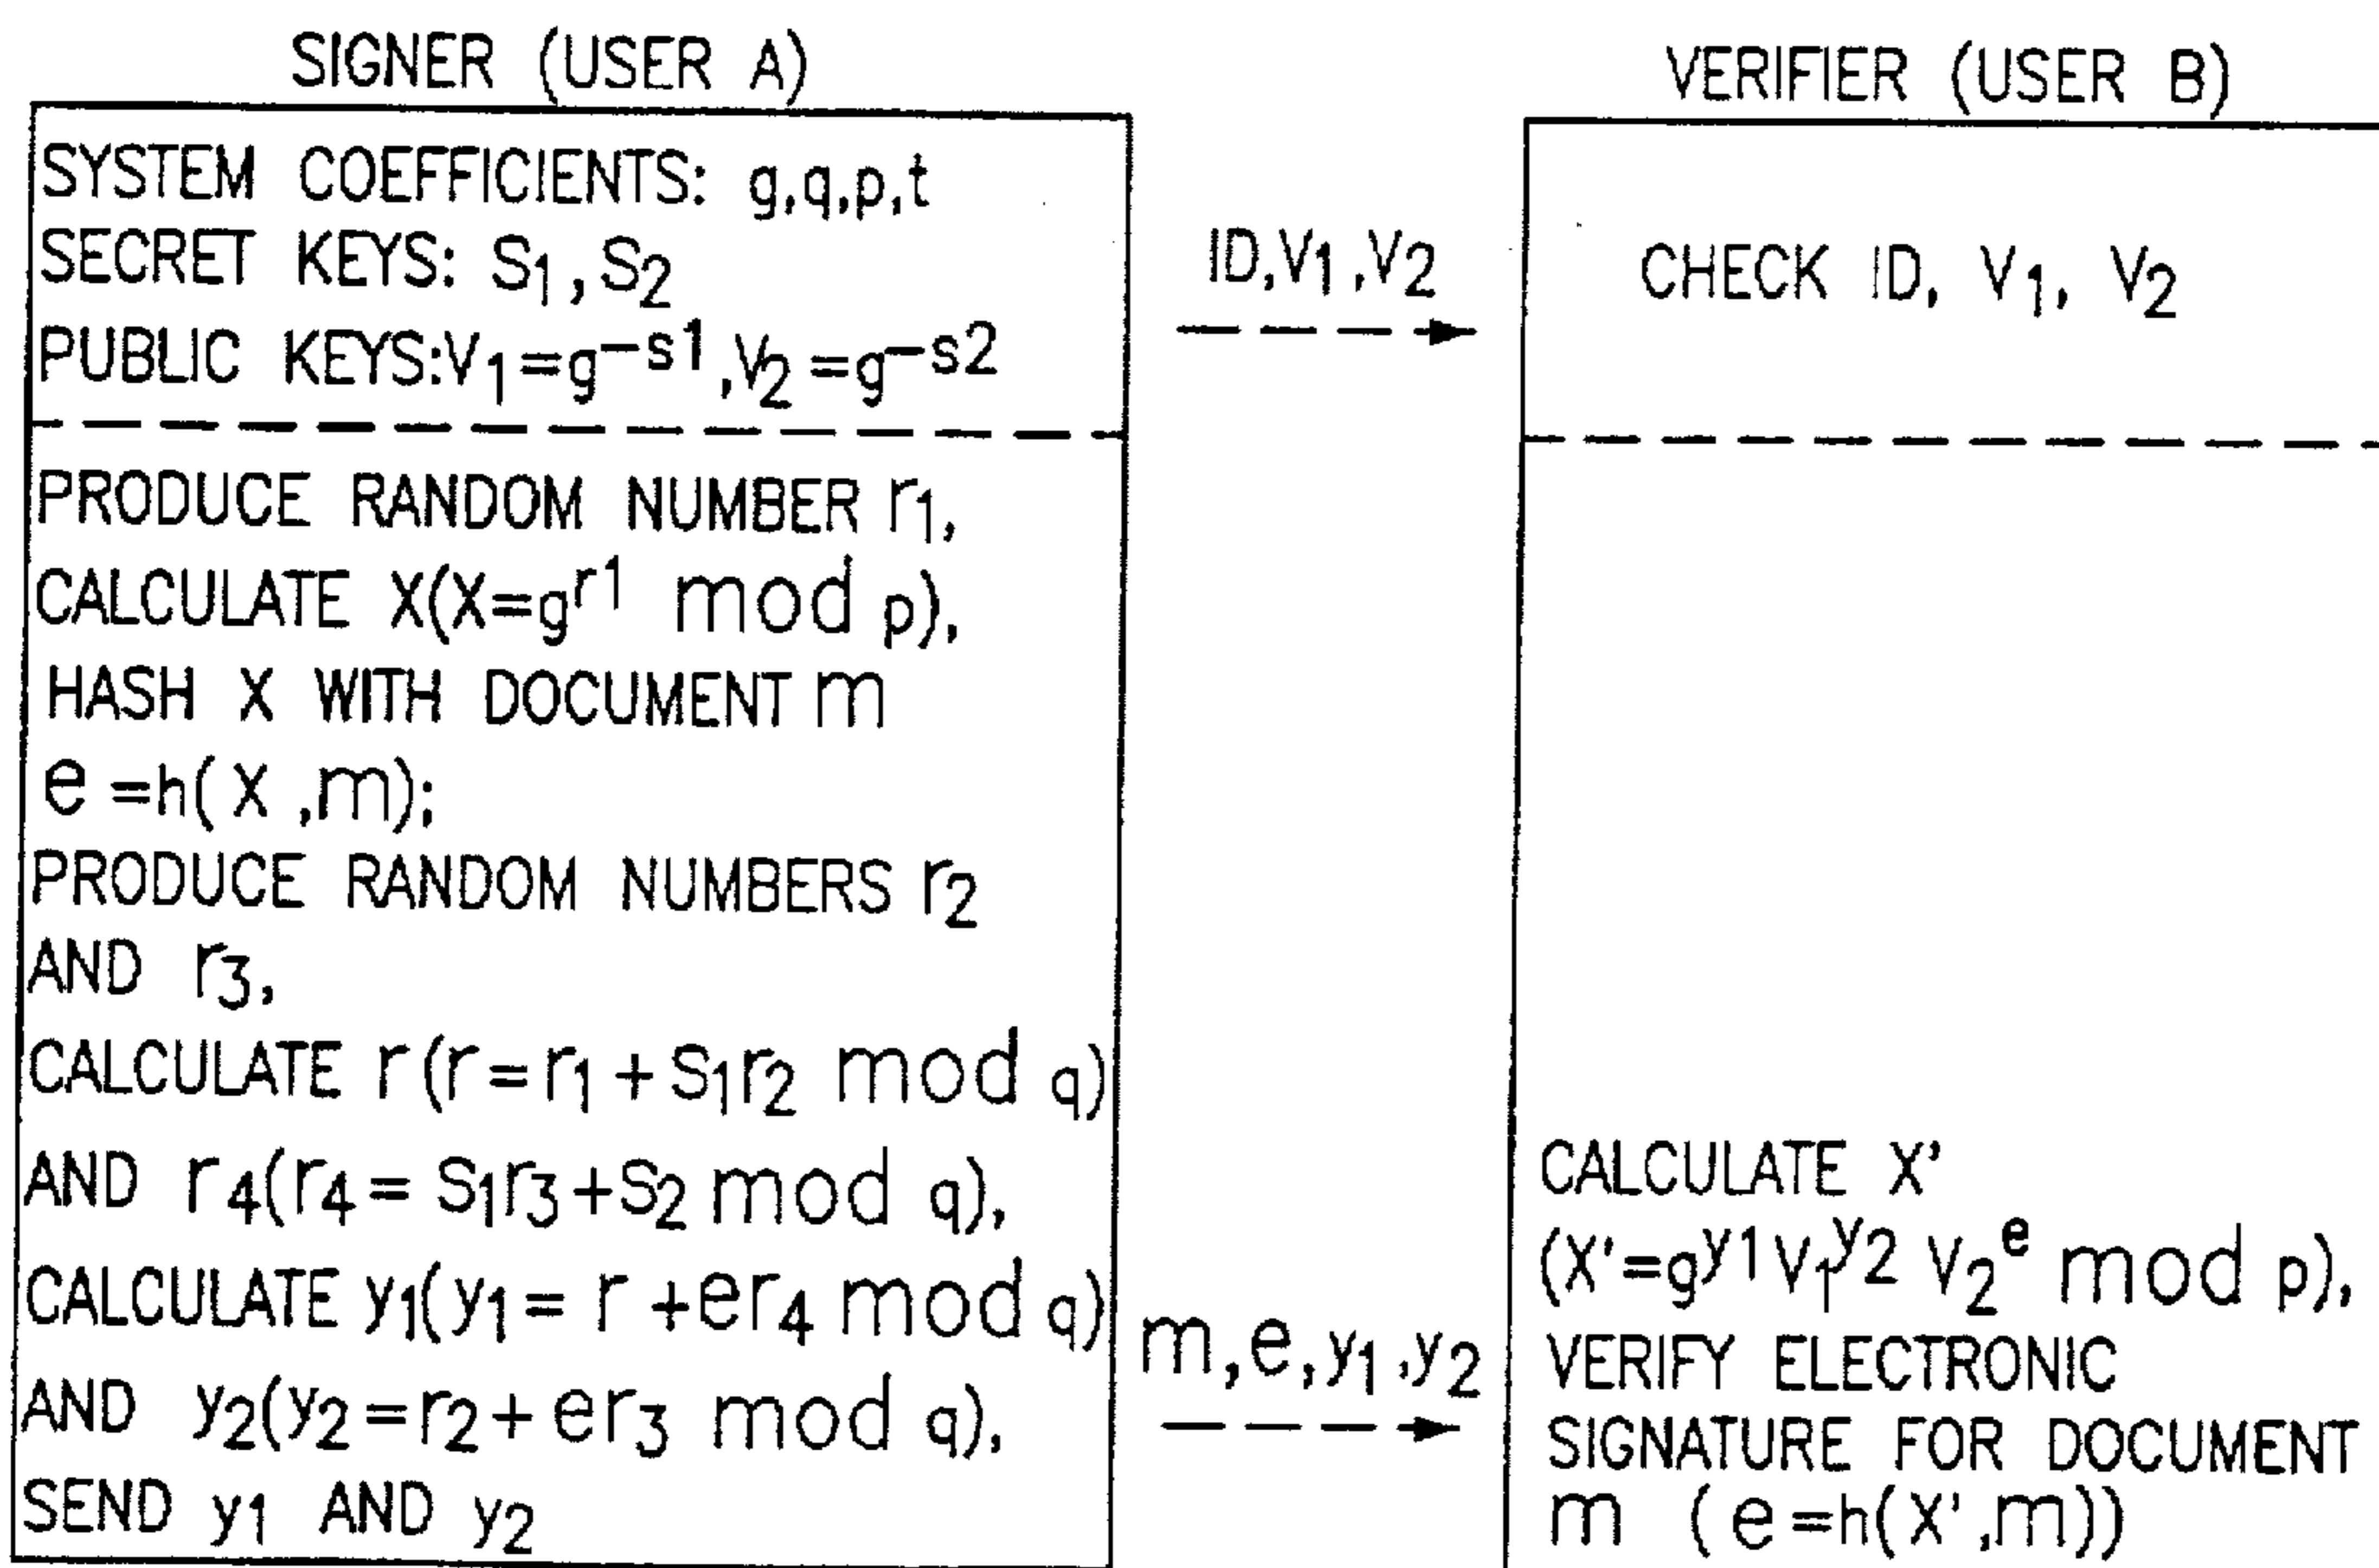 SIGNER (USER A)
SYSTEM COEFFICIENTS: g,q,p,t
SECRET KEYS: S₁,S₂
PUBLIC KEYS:V₁=g⁻ˢ¹,V₂=g⁻ˢ²
PRODUCE RANDOM NUMBER r₁,
CALCULATE X(X=gʳ¹ mod p),
HASH X WITH DOCUMENT m
e =h( X ,m);
PRODUCE RANDOM NUMBERS r₂
AND r₃,
CALCULATE r(r=r₁+S₁r₂ mod q)
AND r₄(r₄= S₁r₃+S₂ mod q),
CALCULATE y₁(y₁= r +er₄ mod q)
AND y₂(y₂=r₂+er₃ mod q),
SEND y₁ AND y₂
ID,V₁,V₂
m,e,y₁,y₂
VERIFIER (USER B)
CHECK ID, V₁, V₂
CALCULATE X'
(X'=gʸ¹V₁ʸ² V₂ᵉ mod p),
VERIFY ELECTRONIC
SIGNATURE FOR DOCUMENT
m (e=h(X',m))